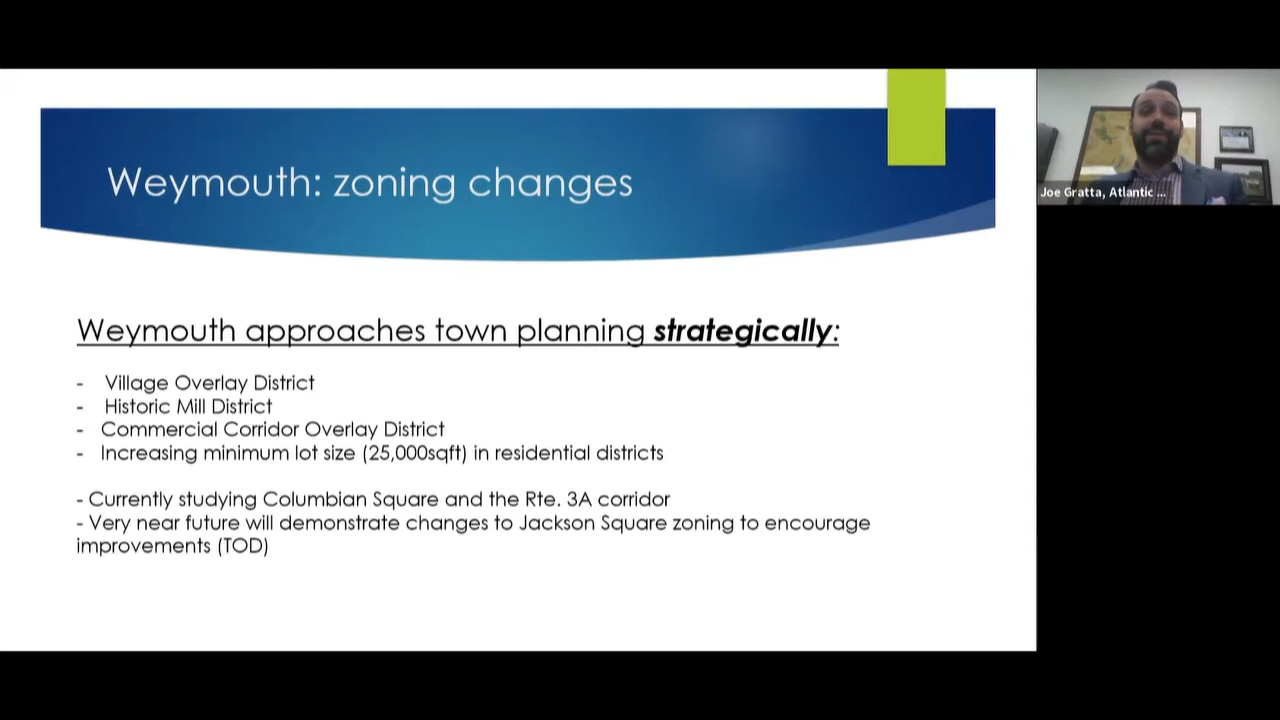 Weymouth: zoning changes
Joe Gratta, Atlantic ...
Weymouth approaches town planning strategically:
- Village Overlay District
- Historic Mill District
- Commercial Corridor Overlay District
- Increasing minimum lot size (25,000sqft) in residential districts
- Currently studying Columbian Square and the Rte. 3A corridor
- Very near future will demonstrate changes to Jackson Square zoning to encourage
improvements (TOD)